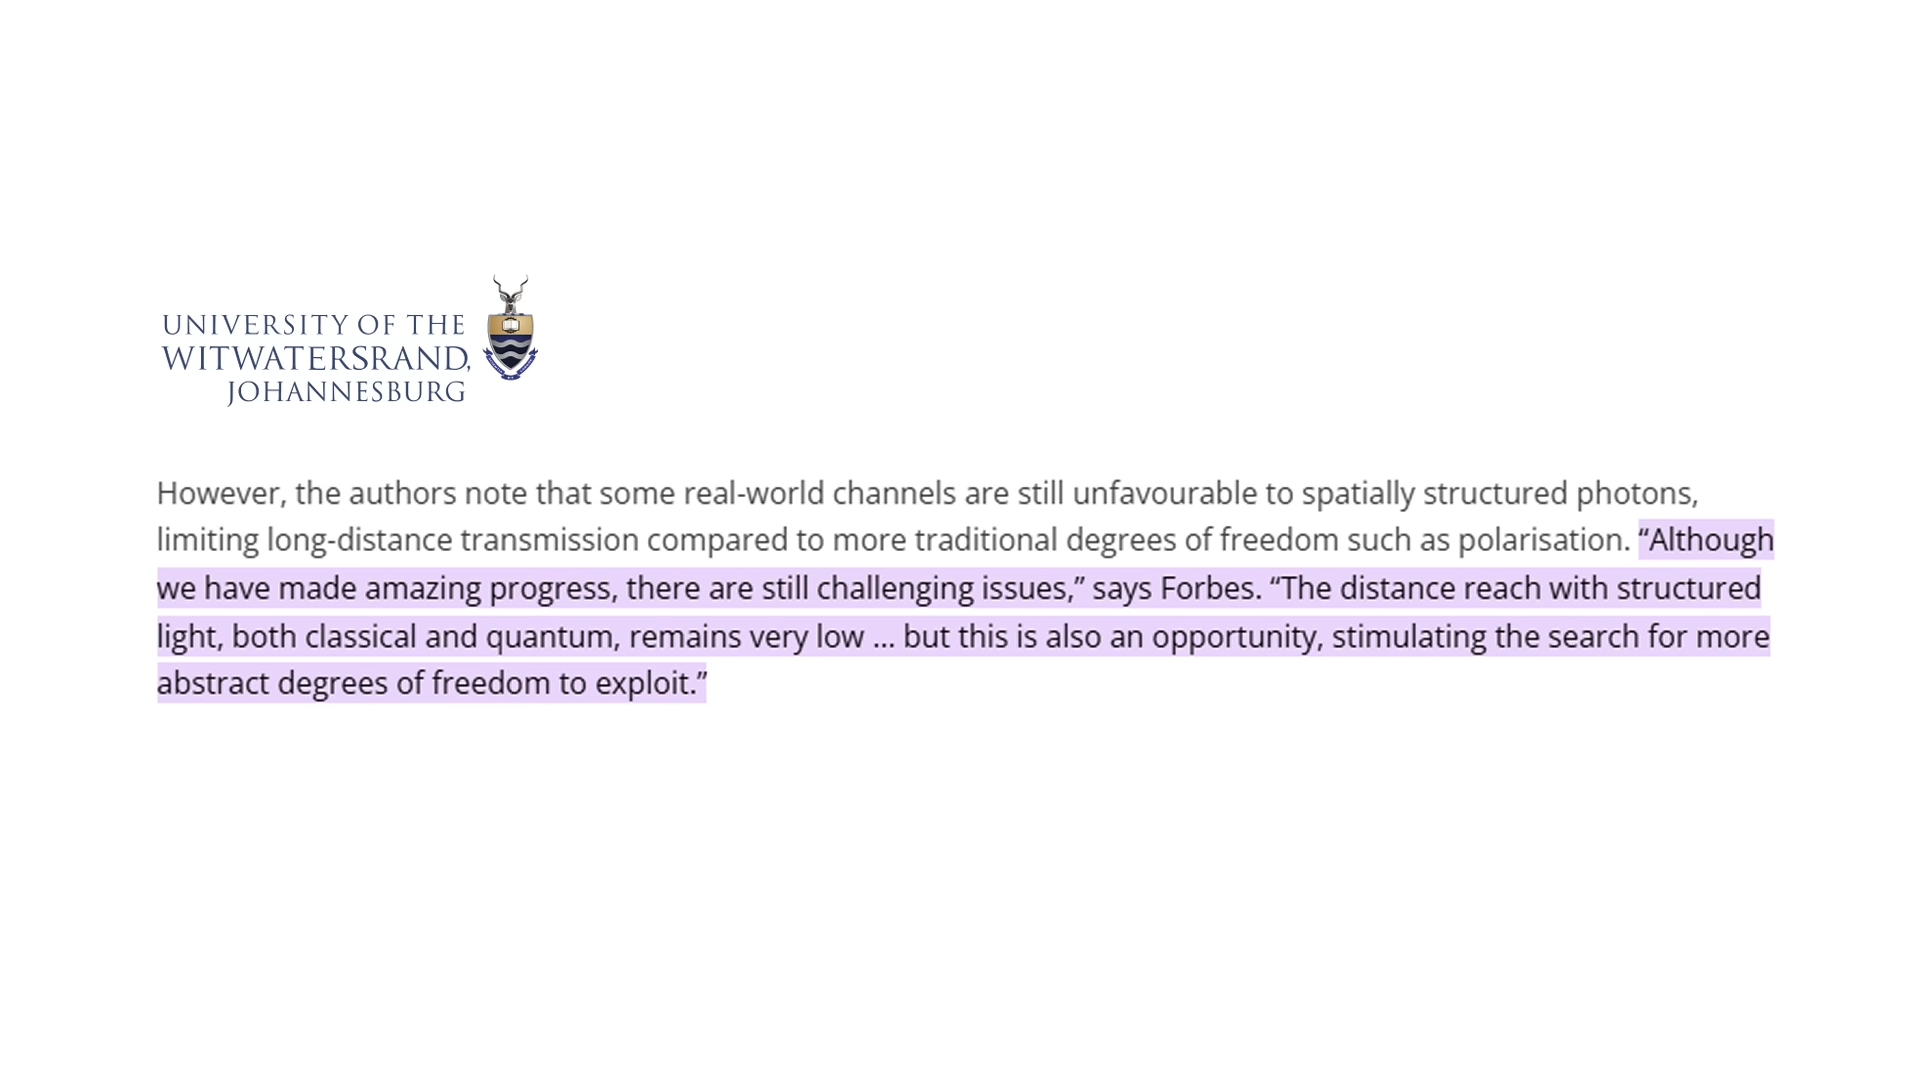 UNIVERSITY OF THE
WITWATERSRAND,
JOHANNESBURG
However, the authors note that some real-world channels are still unfavourable to spatially structured photons,
limiting long-distance transmission compared to more traditional degrees of freedom such as polarisation. “Although
we have made amazing progress, there are still challenging issues,” says Forbes. “The distance reach with structured
light, both classical and quantum, remains very low ... but this is also an opportunity, stimulating the search for more
abstract degrees of freedom to exploit.”